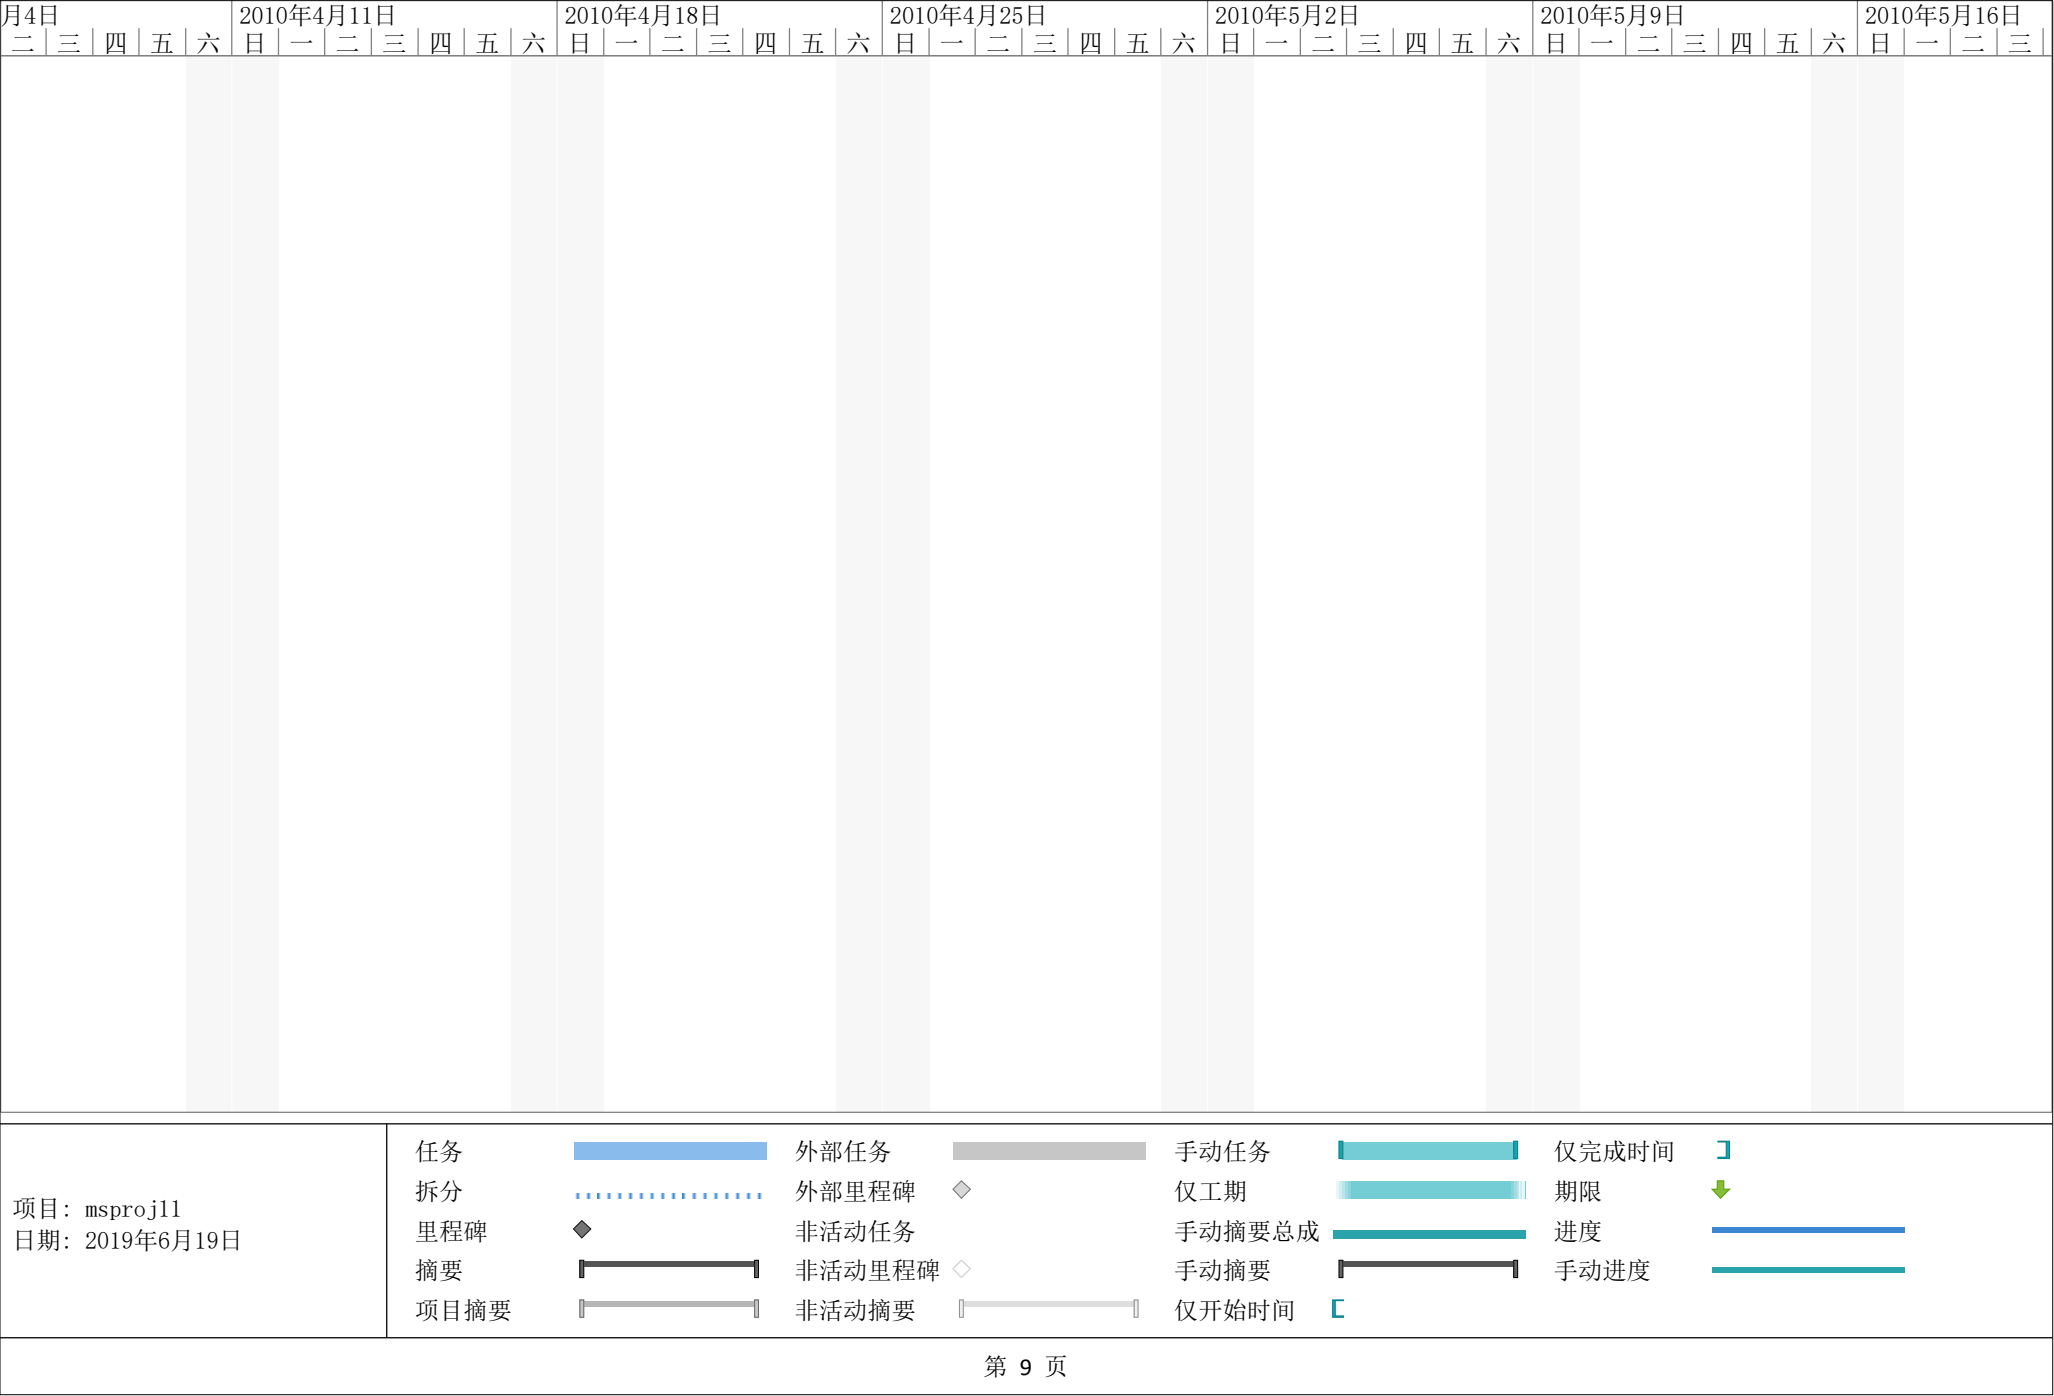 月4日 2010年4月11日 2010年4月18日 2010年4月25日 2010年5月2日 2010年5月9日 2010年5月16日
二 三 四 五 六 日 一 二 三 四 五 六 日 一 二 三 四 五 六 日 一 二 三 四 五 六 日 一 二 三 四 五 六 日 一 二 三 四 五 六 日 一 二 三
项目: msproj11
日期: 2019年6月19日
任务
拆分
里程碑
摘要
项目摘要
外部任务
外部里程碑
非活动任务
非活动里程碑
非活动摘要
手动任务
仅工期
手动摘要总成
手动摘要
仅开始时间
仅完成时间
期限
进度
手动进度
第 9 页